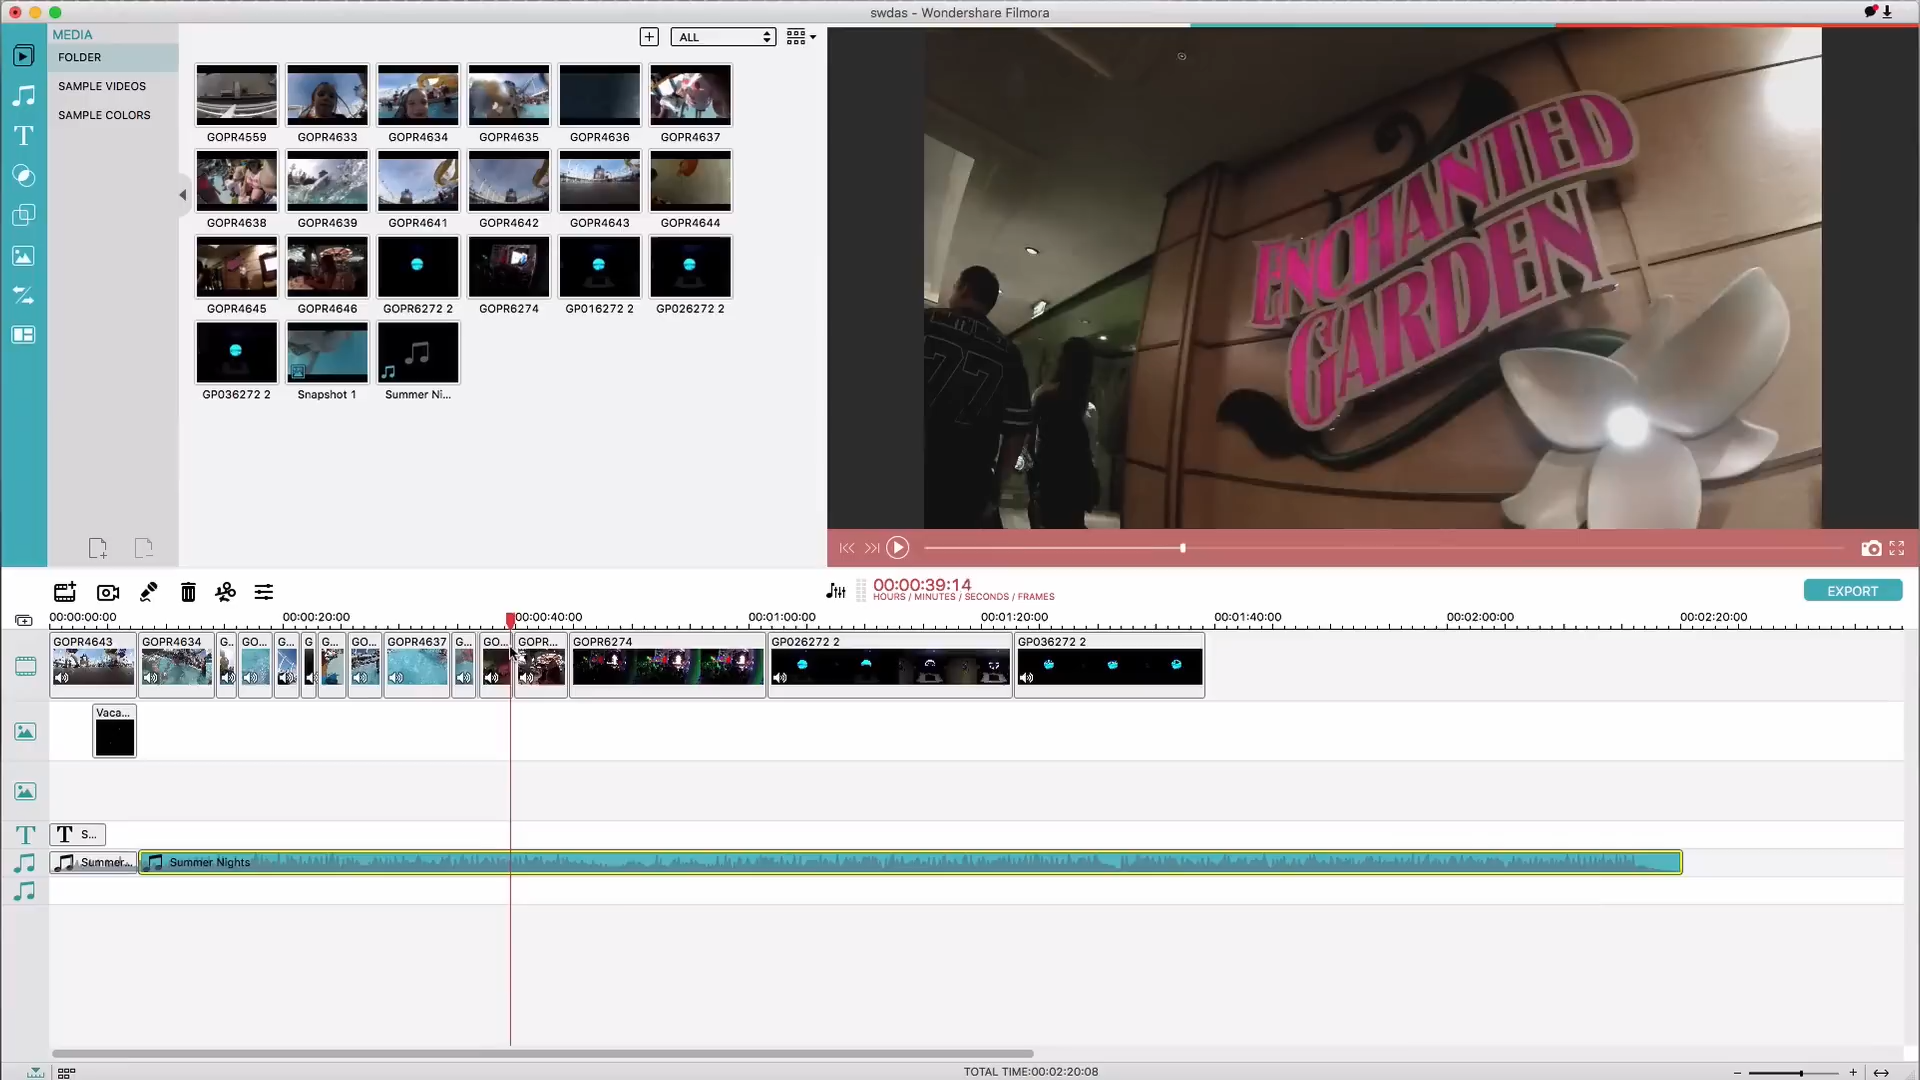 swdas - Wondershare Filmora
MEDIA
FOLDER
SAMPLE VIDEOS
SAMPLE COLORS
ALL
GOPR4559 GOPR4633 GOPR4634 GOPR4635 GOPR4636 GOPR4637
GOPR4638 GOPR4639 GOPR4641 GOPR4642 GOPR4643 GOPR4644
GOPR4645 GOPR4646 GOPR6272 2 GOPR6274 GP016272 2 GP026272 2
GP036272 2 Snapshot 1 Summer Ni...
ENCHANTED
GARDEN
77
00:00:39:14
HOURS / MINUTES / SECONDS / FRAMES
EXPORT
00:00:00:00 00:00:20:00 00:00:40:00 00:01:00:00 00:01:20:00 00:01:40:00 00:02:00:00 00:02:20:00
GOPR4643 GOPR4634 G... GO... G... G G... GO... GOPR4637 G... GO... GOPR... GOPR6274 GP026272 2 GP036272 2
Vaca...
T S...
Summer... Summer Nights
TOTAL TIME:00:02:20:08